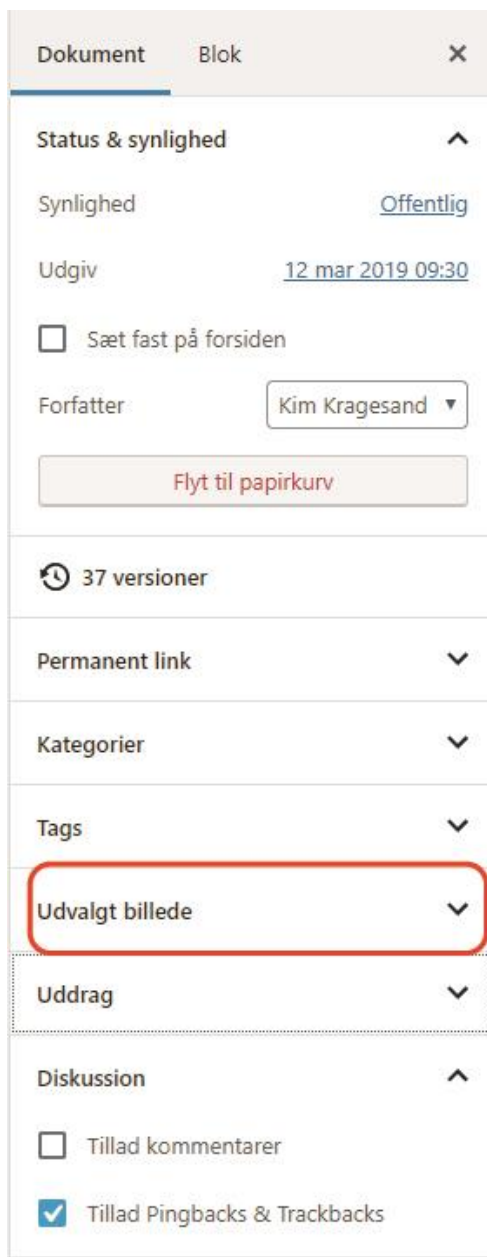 Dokument Blok
Status & synlighed
Synlighed Offentlig
Udgiv 12 mar 2019 09:30
Sæt fast på forsiden
Forfatter Kim Kragesand
Flyt til papirkurv
37 versioner
Permanent link
Kategorier
Tags
Udvalgt billede
Uddrag
Diskussion
Tillad kommentarer
Tillad Pingbacks & Trackbacks